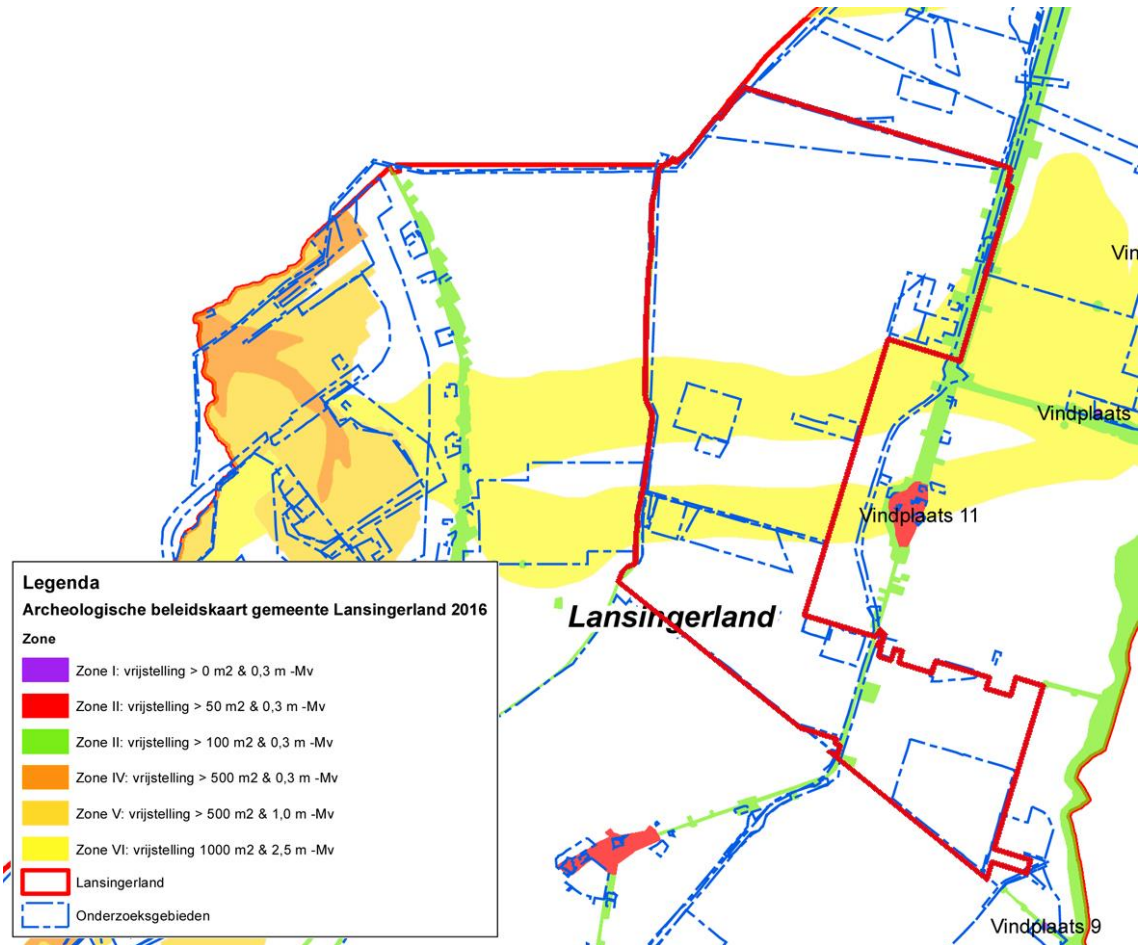 Vin
Vindplaats
Vindplaats 11
Lansingerland
Vindplaats 9
Legenda
Archeologische beleidskaart gemeente Lansingerland 2016
Zone
Zone I: vrijstelling > 0 m2 & 0,3 m -Mv
Zone II: vrijstelling > 50 m2 & 0,3 m -Mv
Zone II: vrijstelling > 100 m2 & 0,3 m -Mv
Zone IV: vrijstelling > 500 m2 & 0,3 m -Mv
Zone V: vrijstelling > 500 m2 & 1,0 m -Mv
Zone VI: vrijstelling 1000 m2 & 2,5 m -Mv
Lansingerland
Onderzoeksgebieden